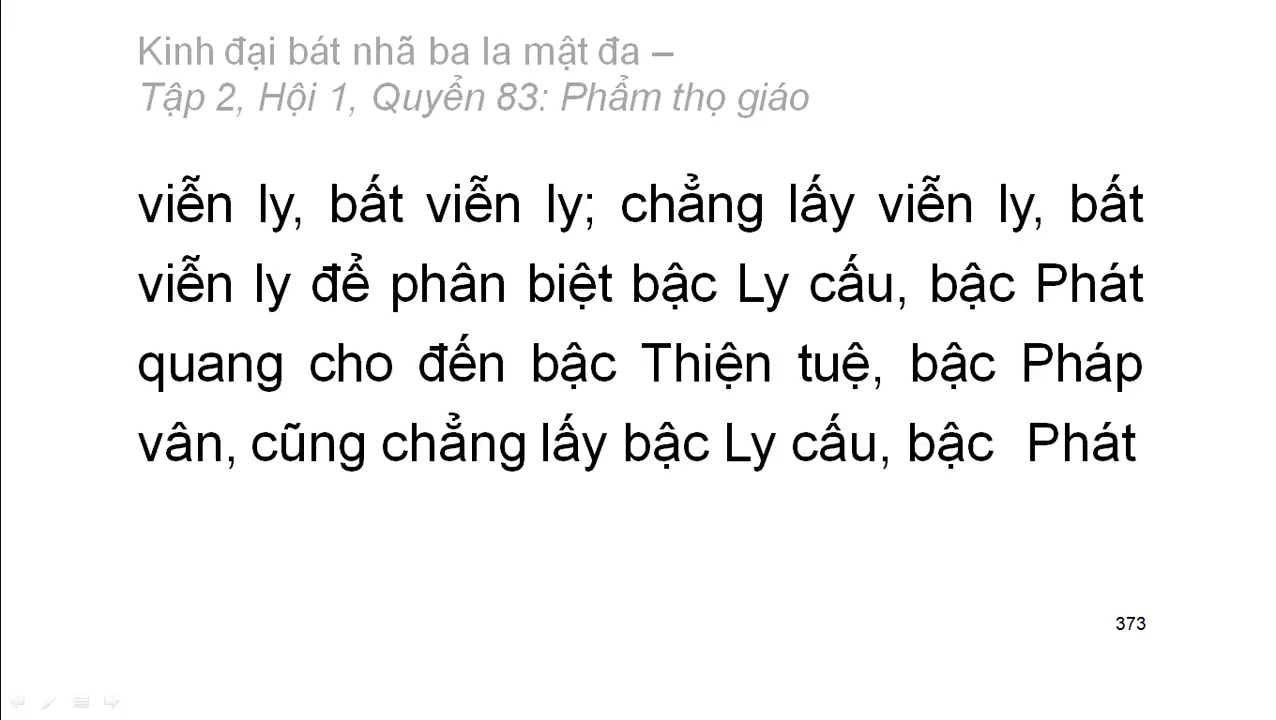 Kinh đại bát nhã ba la mật đa –
Tập 2, Hội 1, Quyển 83: Phẩm thọ giáo
viễn ly, bất viễn ly; chẳng lấy viễn ly, bất
viễn ly để phân biệt bậc Ly cấu, bậc Phát
quang cho đến bậc Thiện tuệ, bậc Pháp
vân, cũng chẳng lấy bậc Ly cấu, bậc Phát
373